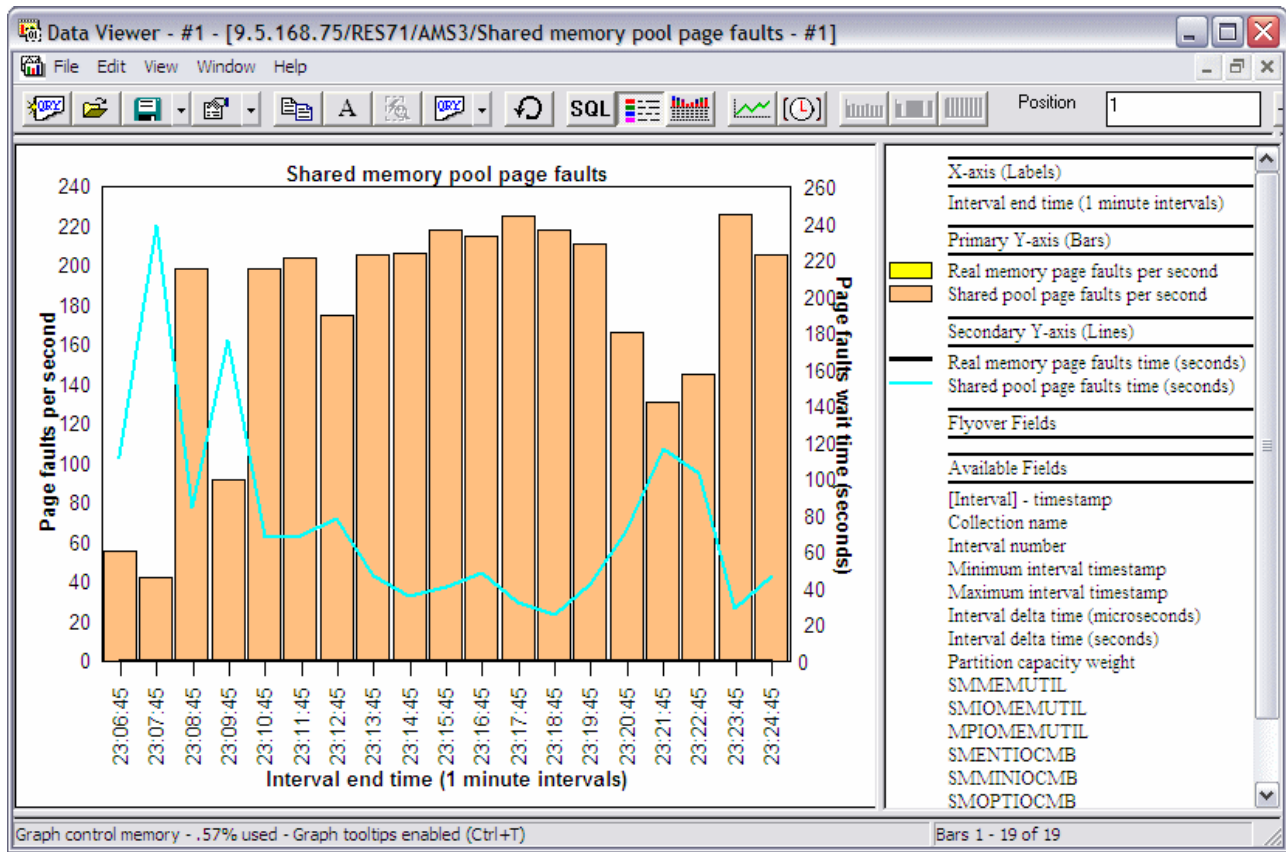 Data Viewer - #1 - [9.5.168.75/RES71/AMS3/Shared memory pool page faults - #1]
File Edit View Window Help
QRY A QRY SQL Position 1
Shared memory pool page faults
240
220
200
180
160
140
120
100
80
60
40
20
0
Page faults per second
260
240
220
200
180
160
140
120
100
80
60
40
20
0
Page faults wait time (seconds)
23:06:45
23:07:45
23:08:45
23:09:45
23:10:45
23:11:45
23:12:45
23:13:45
23:14:45
23:15:45
23:16:45
23:17:45
23:18:45
23:19:45
23:20:45
23:21:45
23:22:45
23:23:45
23:24:45
Interval end time (1 minute intervals)
X-axis (Labels)
Interval end time (1 minute intervals)
Primary Y-axis (Bars)
Real memory page faults per second
Shared pool page faults per second
Secondary Y-axis (Lines)
Real memory page faults time (seconds)
Shared pool page faults time (seconds)
Flyover Fields
Available Fields
[Interval] - timestamp
Collection name
Interval number
Minimum interval timestamp
Maximum interval timestamp
Interval delta time (microseconds)
Interval delta time (seconds)
Partition capacity weight
SMMEMUTIL
SMIOMEMUTIL
MPIOMEMUTIL
SMENTIOCMB
SMMINIOCMB
SMOPTIOCMB
Graph control memory - .57% used - Graph tooltips enabled (Ctrl+T)
Bars 1 - 19 of 19